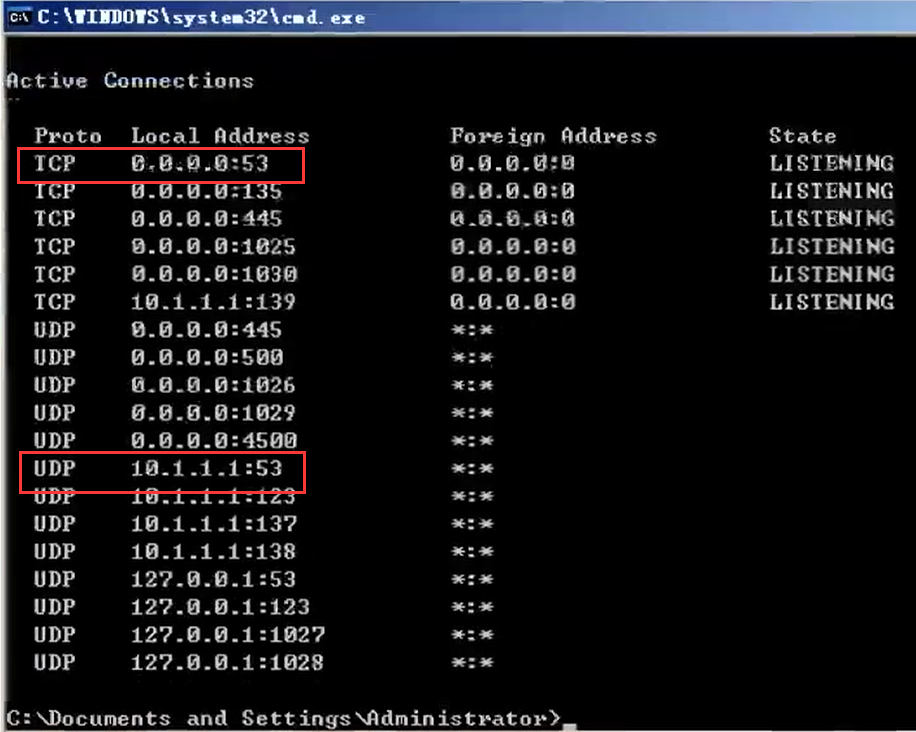 C:\WINDOWS\system32\cmd.exe
Active Connections
Proto Local Address Foreign Address State
TCP 0.0.0.0:53 0.0.0.0:0 LISTENING
TCP 0.0.0.0:135 0.0.0.0:0 LISTENING
TCP 0.0.0.0:445 0.0.0.0:0 LISTENING
TCP 0.0.0.0:1025 0.0.0.0:0 LISTENING
TCP 0.0.0.0:1030 0.0.0.0:0 LISTENING
TCP 10.1.1.1:139 0.0.0.0:0 LISTENING
UDP 0.0.0.0:445 *:*
UDP 0.0.0.0:500 *:*
UDP 0.0.0.0:1026 *:*
UDP 0.0.0.0:1029 *:*
UDP 0.0.0.0:4500 *:*
UDP 10.1.1.1:53 *:*
UDP 10.1.1.1:123 *:*
UDP 10.1.1.1:137 *:*
UDP 10.1.1.1:138 *:*
UDP 127.0.0.1:53 *:*
UDP 127.0.0.1:123 *:*
UDP 127.0.0.1:1027 *:*
UDP 127.0.0.1:1028 *:*
C:\Documents and Settings\Administrator>_